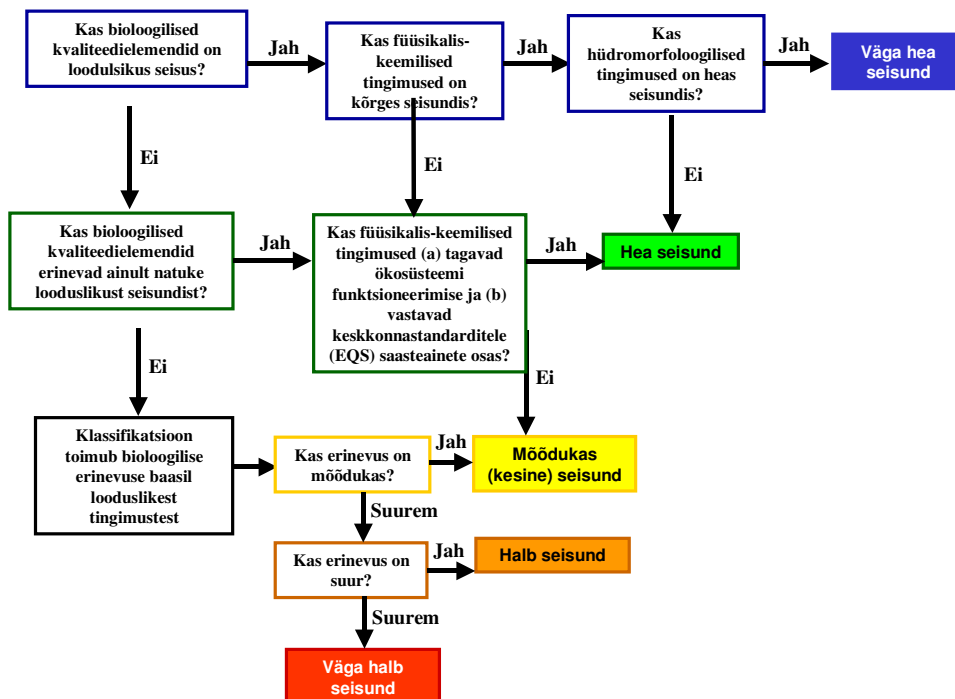 Kas bioloogilised
kvaliteedielemendid on
loodulsikus seisus?
Jah
Kas füüsikalis-
keemilised
tingimused on
kõrges seisundis?
Jah
Kas
hüdromorfoloogilised
tingimused on heas
seisundis?
Jah
Väga hea
seisund
Ei
Ei
Ei
Kas bioloogilised
kvaliteedielemendid
erinevad ainult natuke
looduslikust seisundist?
Jah
Kas füüsikalis-keemilised
tingimused (a) tagavad
ökosüsteemi
funktsioneerimise ja (b)
vastavad
keskkonnastandarditele
(EQS) saasteainete osas?
Jah
Hea seisund
Ei
Ei
Klassifikatsioon
toimub bioloogilise
erinevuse baasil
looduslikest
tingimustest
Kas erinevus on
mõõdukas?
Jah
Mõõdukas
(kesine) seisund
Suurem
Kas erinevus on
suur?
Jah
Halb seisund
Suurem
Väga halb
seisund